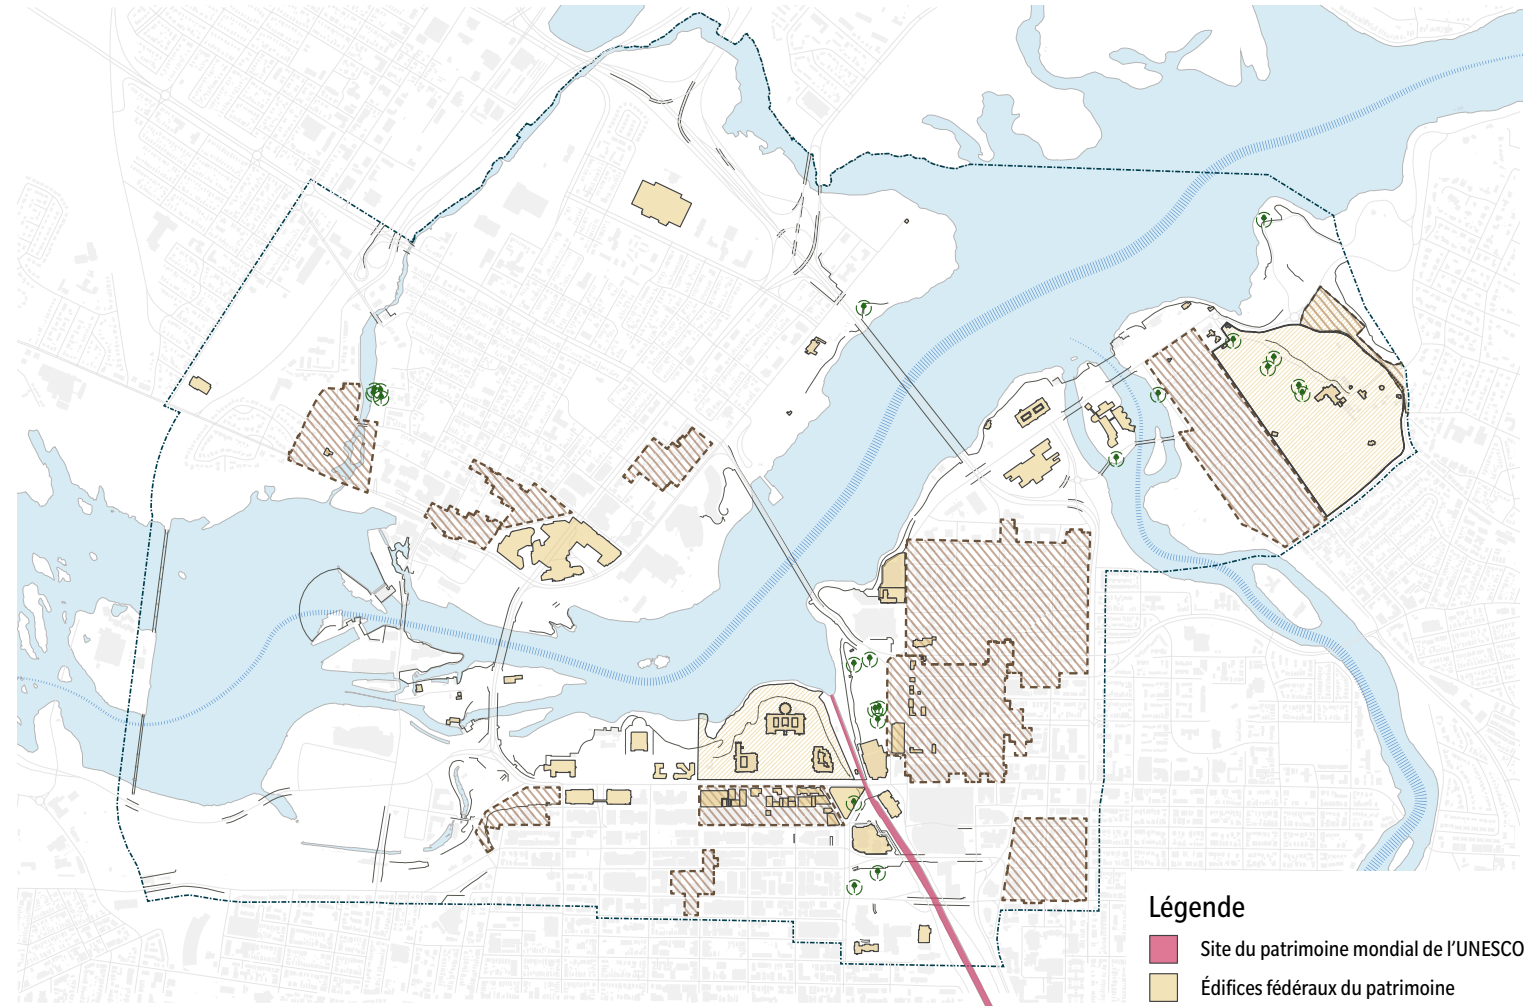 Légende
Site du patrimoine mondial de l’UNESCO
Édifices fédéraux du patrimoine